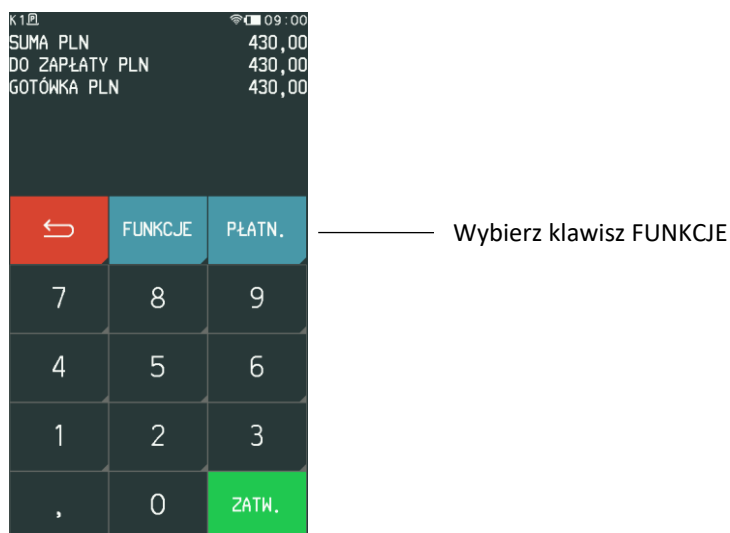 K1 P 09:00
SUMA PLN 430,00
DO ZAPŁATY PLN 430,00
GOTÓWKA PLN 430,00
FUNKCJE PŁATN.
Wybierz klawisz FUNKCJE
7 8 9
4 5 6
1 2 3
, 0 ZATW.